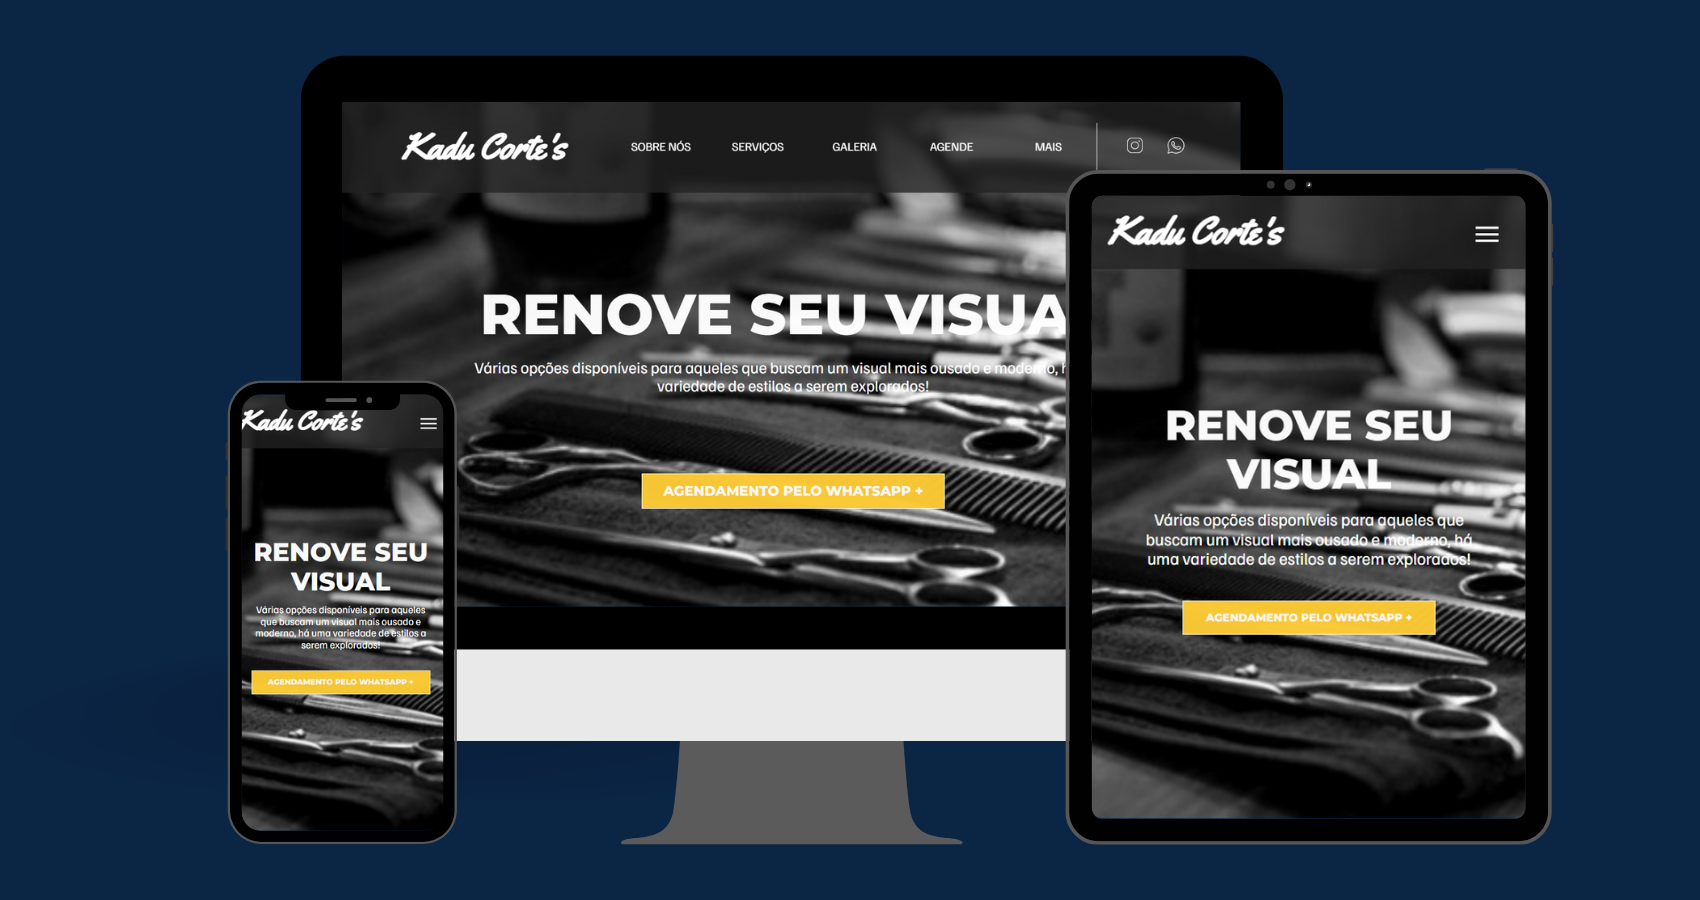 Kadu Corte's
SOBRE NÓS
SERVIÇOS
GALERIA
AGENDE
MAIS
RENOVE SEU VISUA
Várias opções disponíveis para aqueles que buscam um visual mais ousado e moderno, h
variedade de estilos a serem explorados!
AGENDAMENTO PELO WHATSAPP +
Kadu Corte's
RENOVE SEU
VISUAL
Várias opções disponíveis para aqueles
que buscam um visual mais ousado e
moderno, há uma variedade de estilos a
serem explorados!
AGENDAMENTO PELO WHATSAPP +
Kadu Corte's
RENOVE SEU
VISUAL
Várias opções disponíveis para aqueles que
buscam um visual mais ousado e moderno, há
uma variedade de estilos a serem explorados!
AGENDAMENTO PELO WHATSAPP +